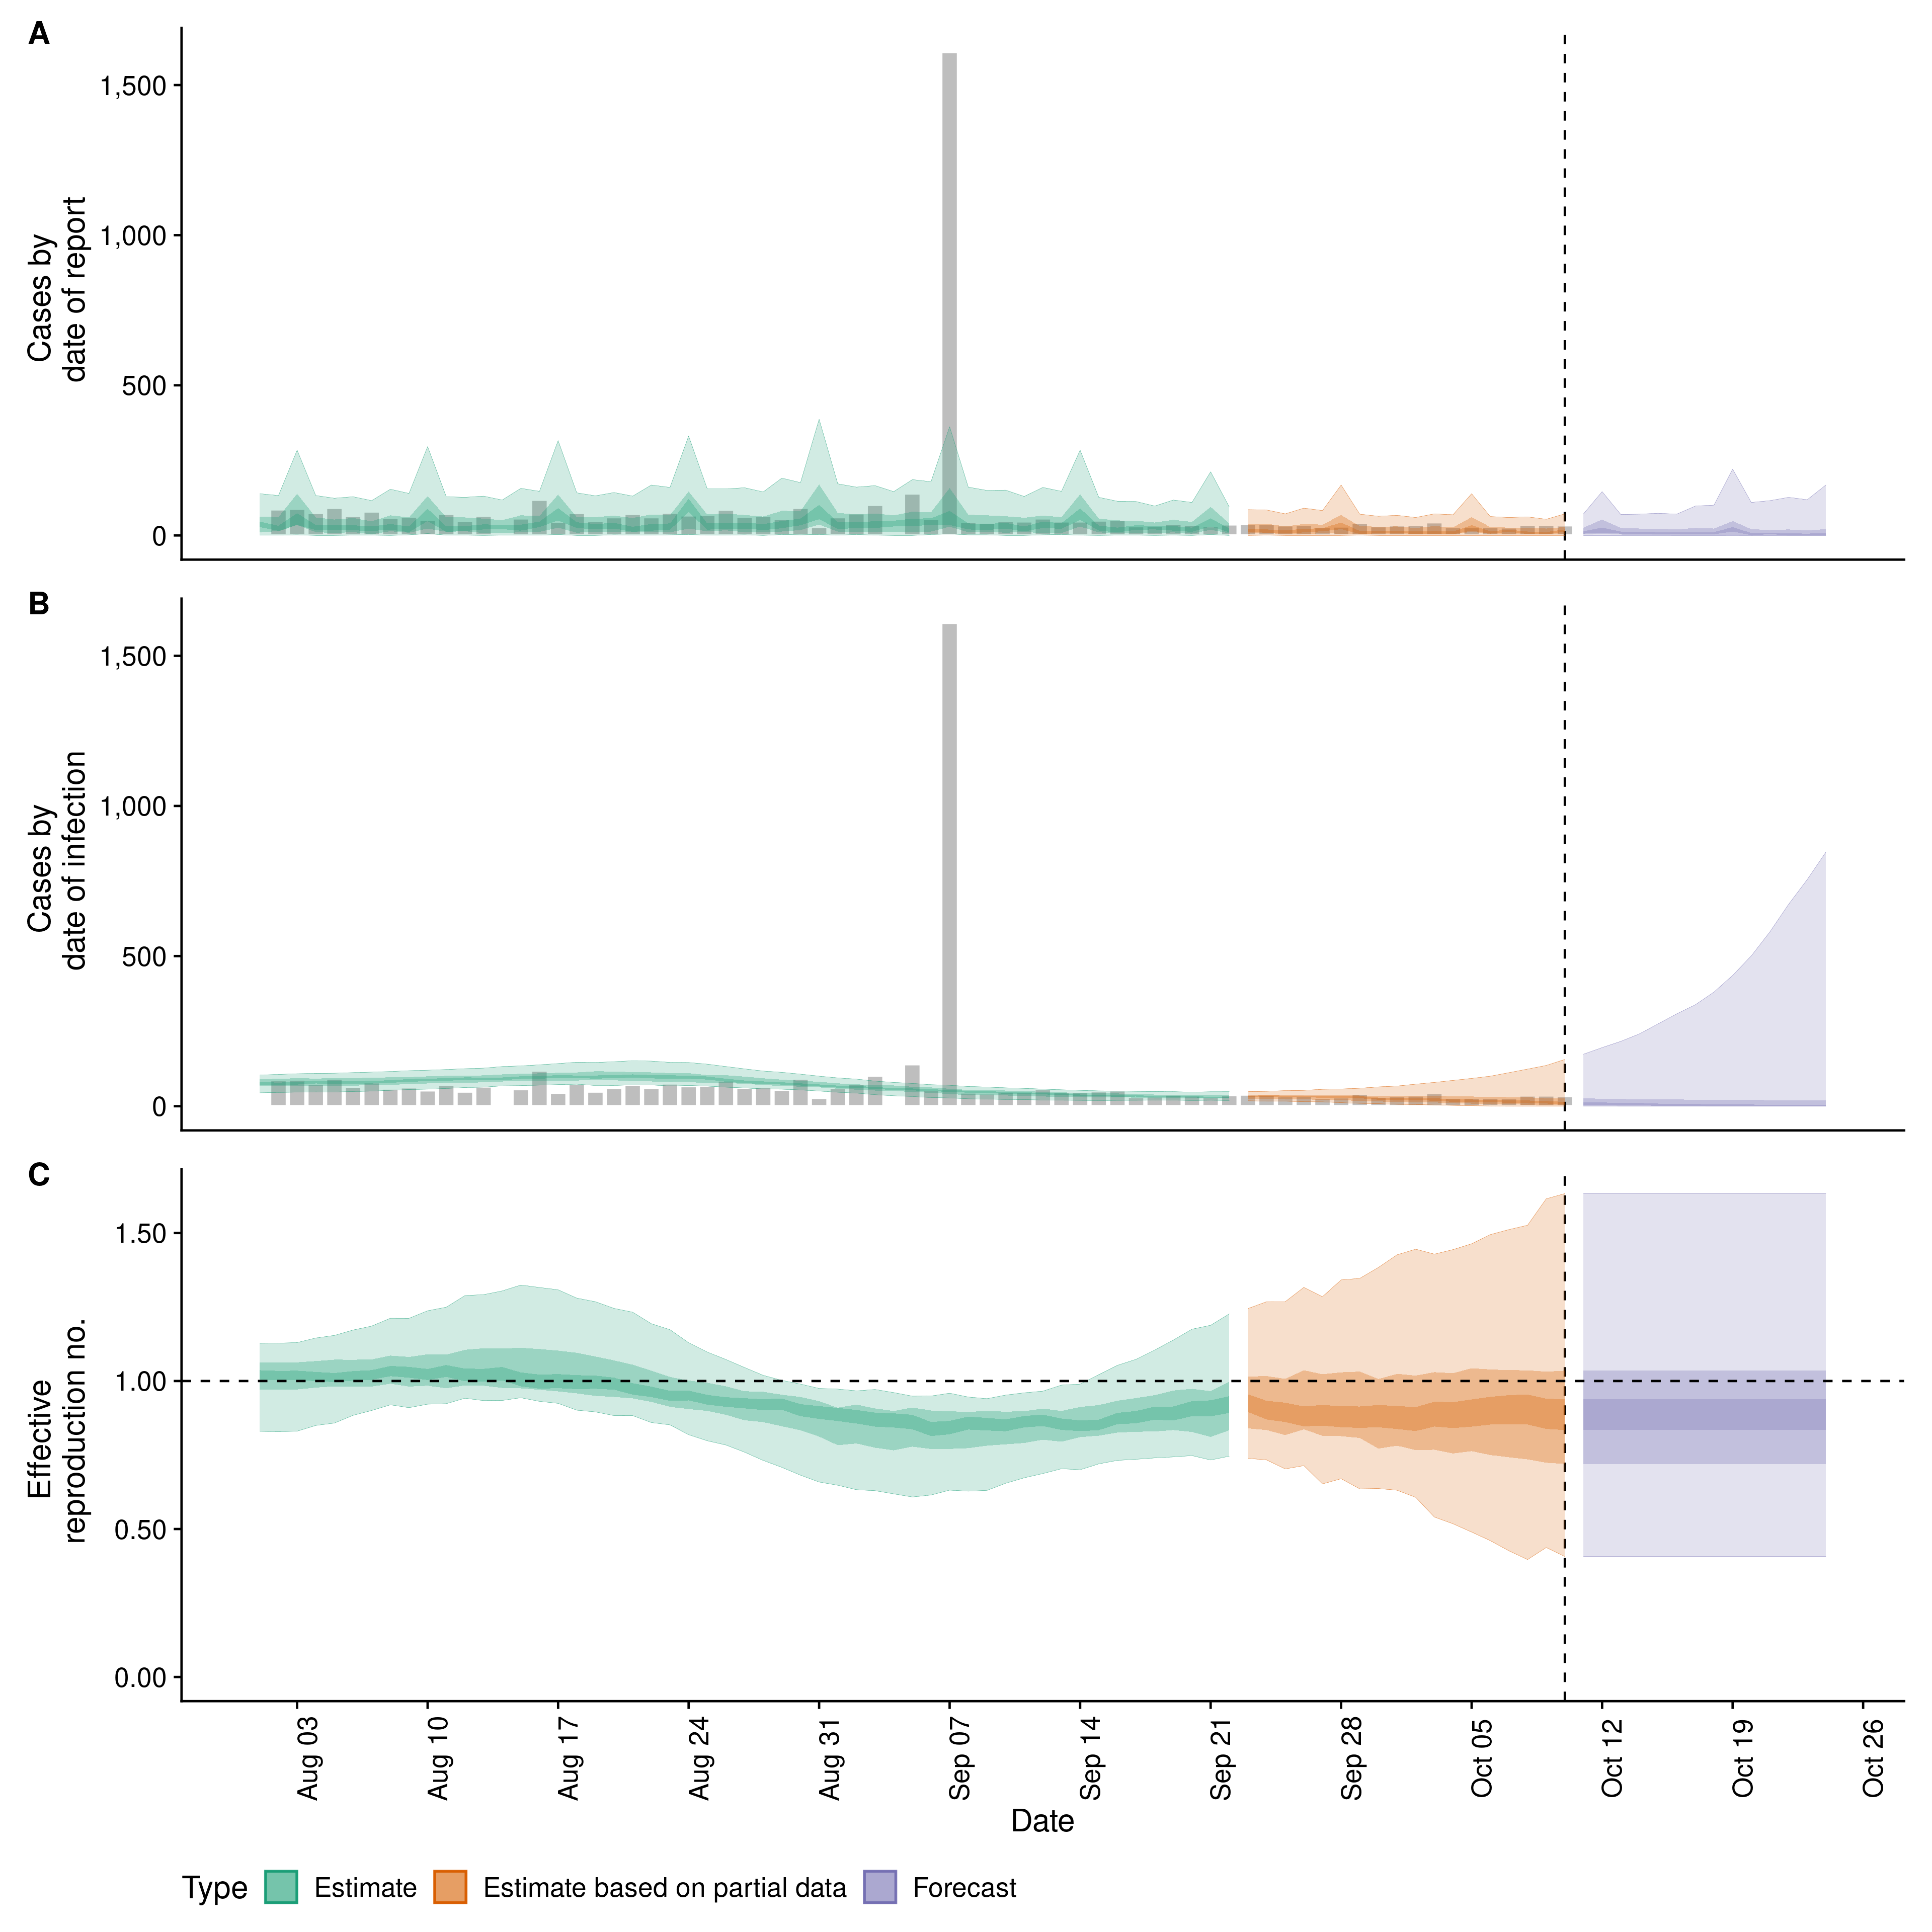 A
Cases by
date of report
1,500
1,000
500
0
B
Cases by
date of infection
1,500
1,000
500
0
C
Effective
reproduction no.
1.50
1.00
0.50
0.00
Aug 03
Aug 10
Aug 17
Aug 24
Aug 31
Sep 07
Sep 14
Sep 21
Sep 28
Oct 05
Oct 12
Oct 19
Oct 26
Date
Type Estimate Estimate based on partial data Forecast